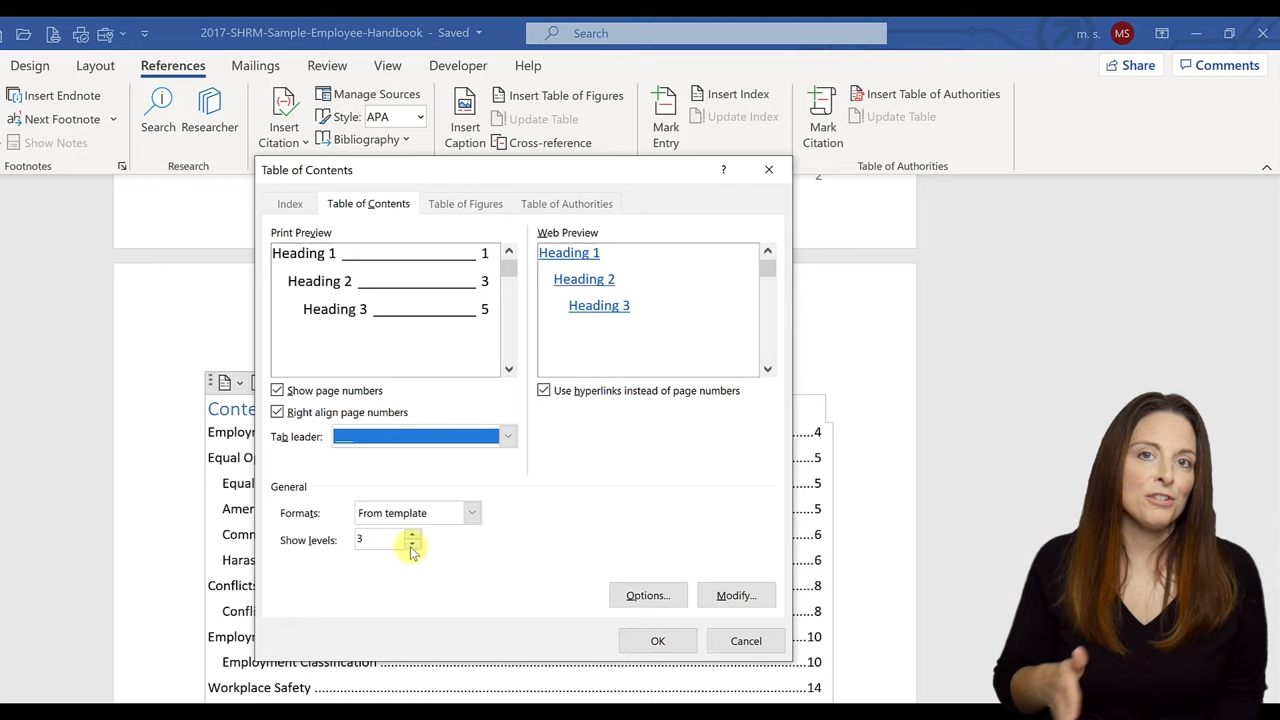 2017-SHRM-Sample-Employee-Handbook - Saved
Search
m. s.
MS
Design Layout References Mailings Review View Developer Help
Share
Comments
Insert Endnote
Next Footnote
Show Notes
Footnotes
Search
Researcher
Research
Insert Citation
Manage Sources
Style: APA
Bibliography
Insert Caption
Insert Table of Figures
Update Table
Cross-reference
Mark Entry
Insert Index
Update Index
Mark Citation
Insert Table of Authorities
Update Table
Table of Authorities
2
Table of Contents
?
Index Table of Contents Table of Figures Table of Authorities
Print Preview
Heading 1 1
Heading 2 3
Heading 3 5
Web Preview
Heading 1
Heading 2
Heading 3
Show page numbers
Right align page numbers
Tab leader: ___
Use hyperlinks instead of page numbers
General
Formats: From template
Show levels: 3
Options... Modify...
OK Cancel
Conte
Employ ...4
Equal Op ...5
Equal ...5
Amer ...5
Comm ...6
Haras ...6
Conflicts ...8
Confli ...8
Employm ...10
Employment Classification ...10
Workplace Safety ...14